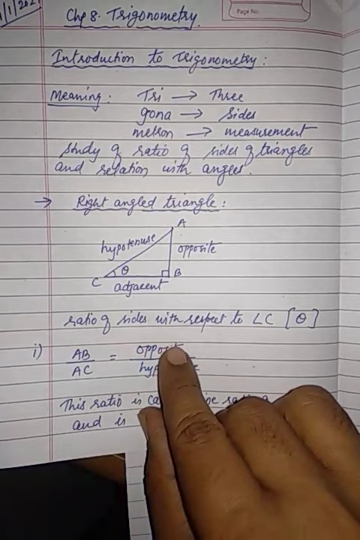 Page No.
Chp 8. Trigonometry.
Introduction to Trigonometry:
Meaning: Tri → Three
gona → Sides
metron → measurement
Study of ratio of sides of triangles
and relation with angles.
→ Right angled triangle:
A
hypotenuse opposite
C θ B
adjacent
ratio of sides with respect to ∠C [θ]
i) AB = 
AC
This ratio is
and is